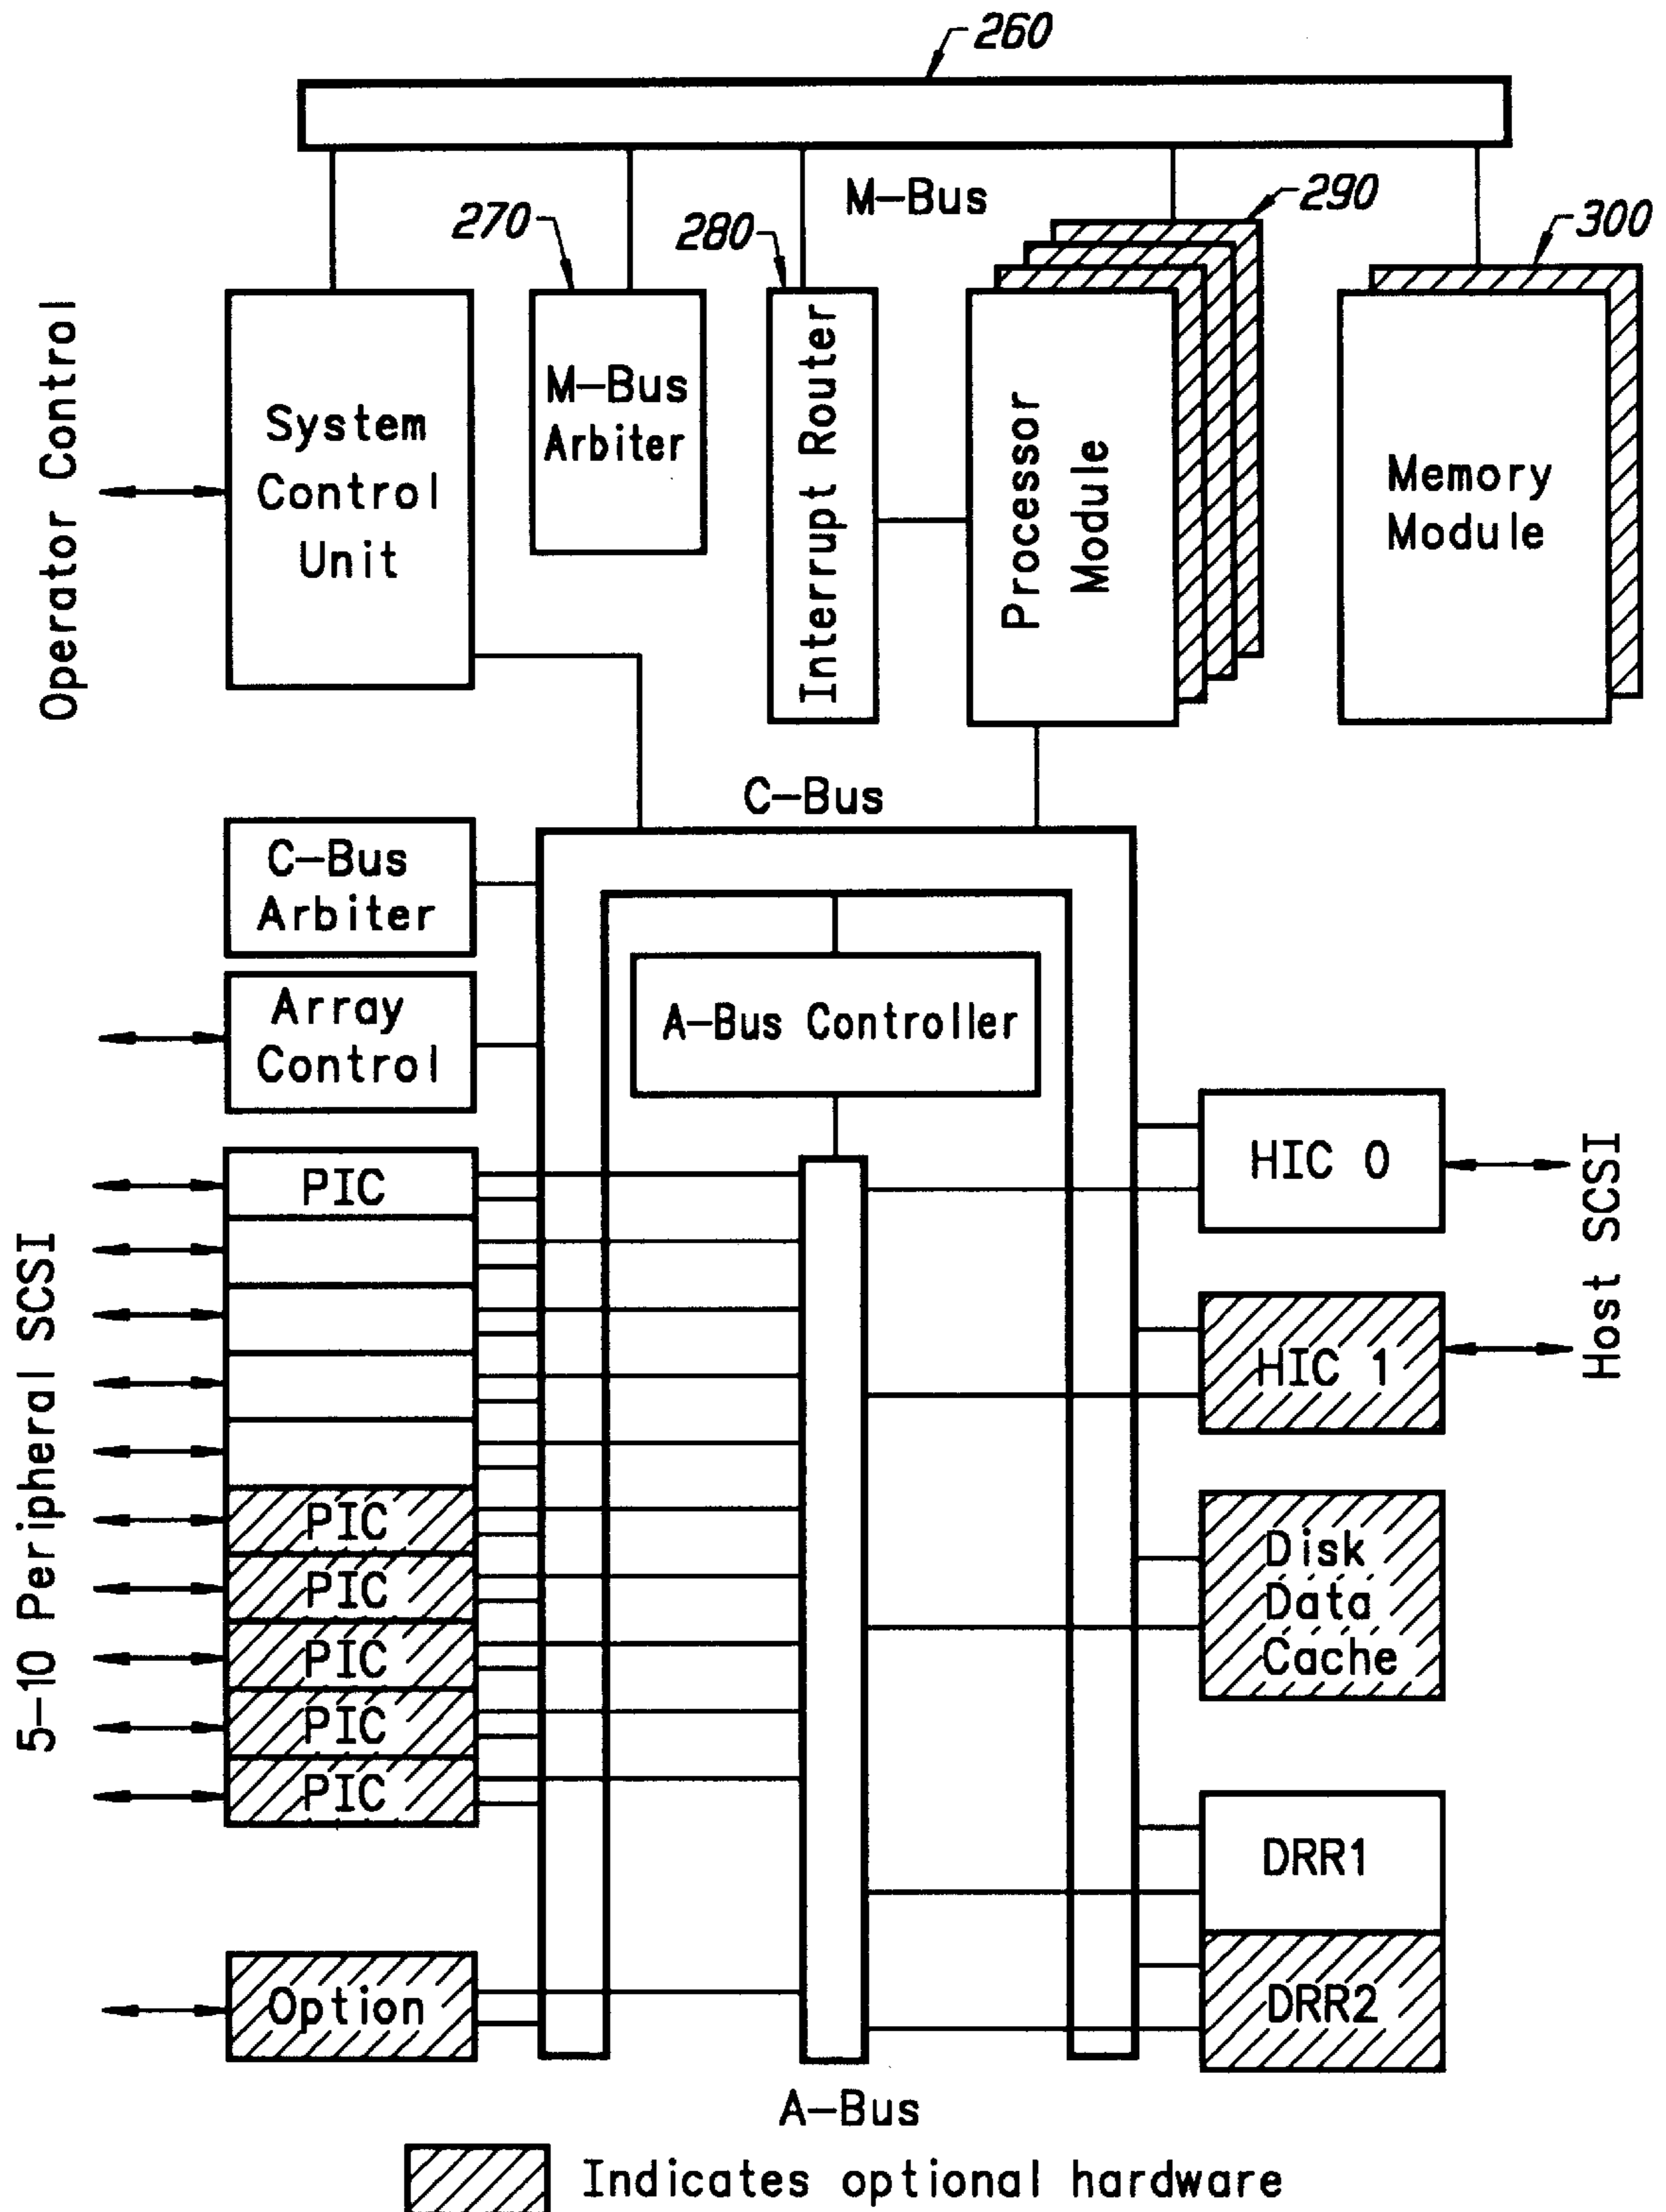 260
M-Bus
270
280
290
300
Operator Control
System
Control
Unit
M-Bus
Arbiter
Interrupt Router
Processor
Module
Memory
Module
C-Bus
C-Bus
Arbiter
Array
Control
A-Bus Controller
5-10 Peripheral SCSI
PIC
PIC
PIC
PIC
PIC
PIC
Option
HIC 0
HIC 1
Host SCSI
Disk
Data
Cache
DRR1
DRR2
A-Bus
Indicates optional hardware